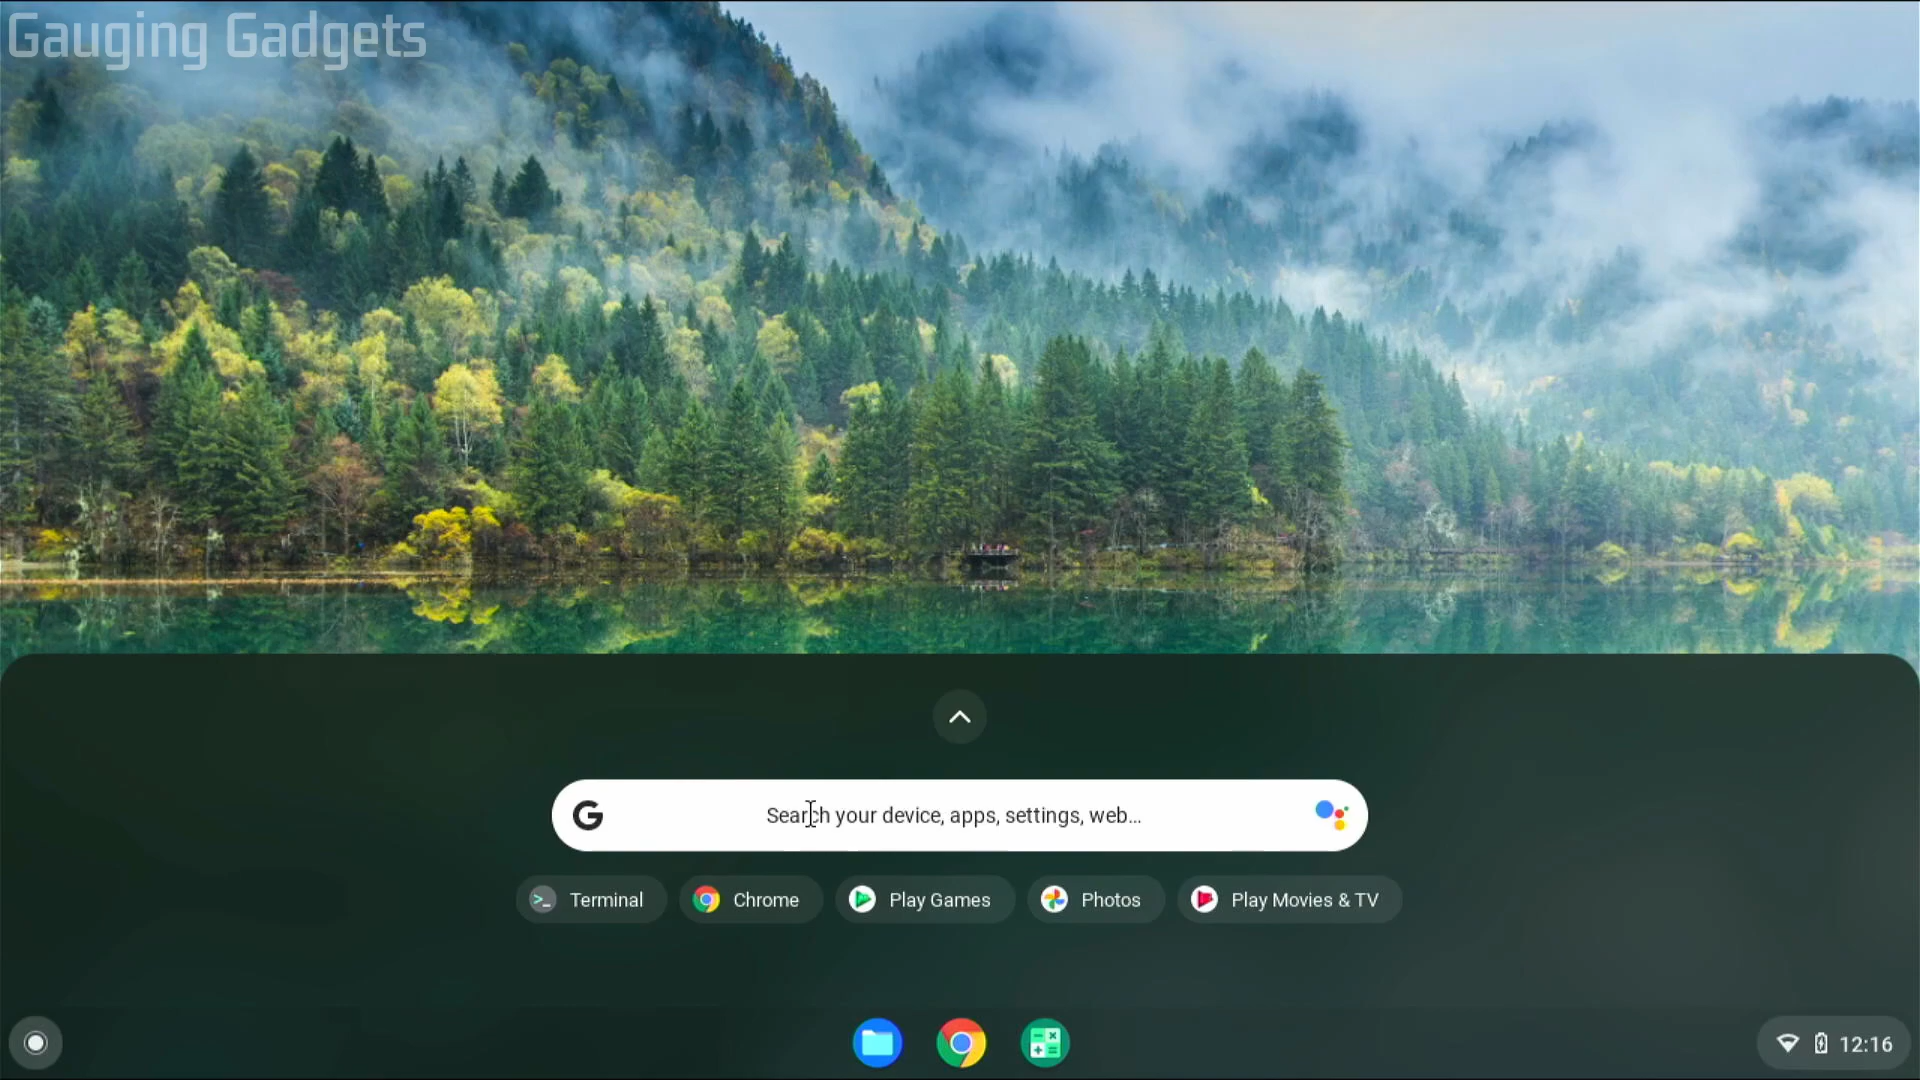 Gauging Gadgets
Search your device, apps, settings, web...
Terminal Chrome Play Games Photos Play Movies & TV
12:16